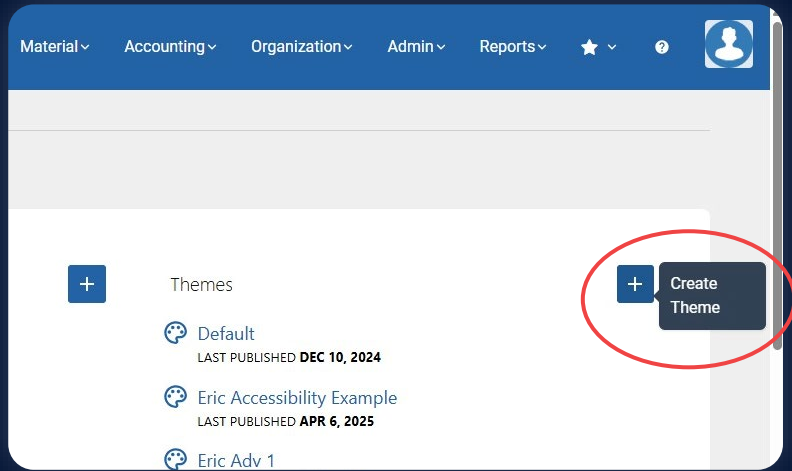 Material Accounting Organization Admin Reports ?
Themes
Create
Theme
Default
LAST PUBLISHED DEC 10, 2024
Eric Accessibility Example
LAST PUBLISHED APR 6, 2025
Eric Adv 1